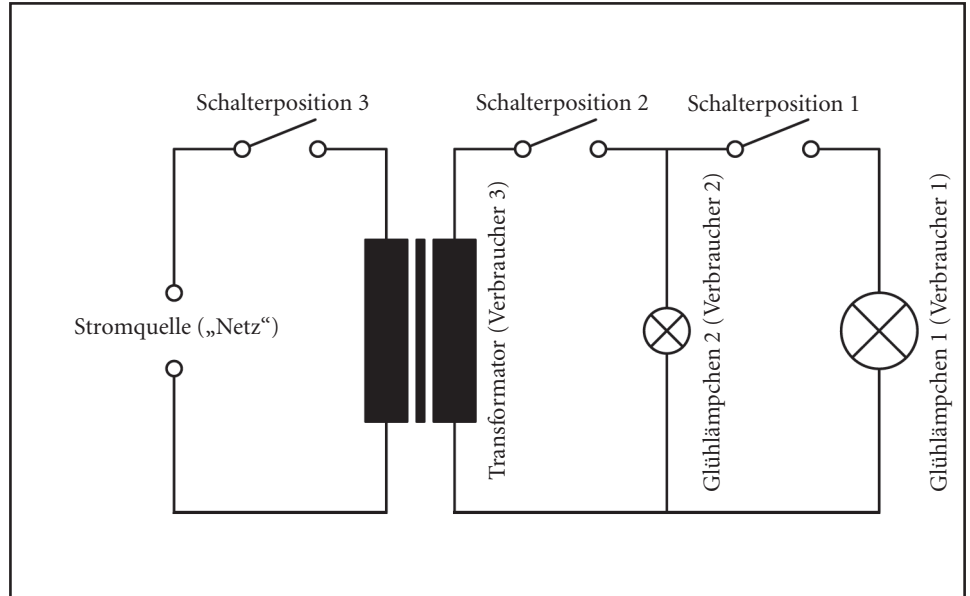 Schalterposition 3
Schalterposition 2
Schalterposition 1
Stromquelle („Netz“)
Transformator (Verbraucher 3)
Glühlämpchen 2 (Verbraucher 2)
Glühlämpchen 1 (Verbraucher 1)